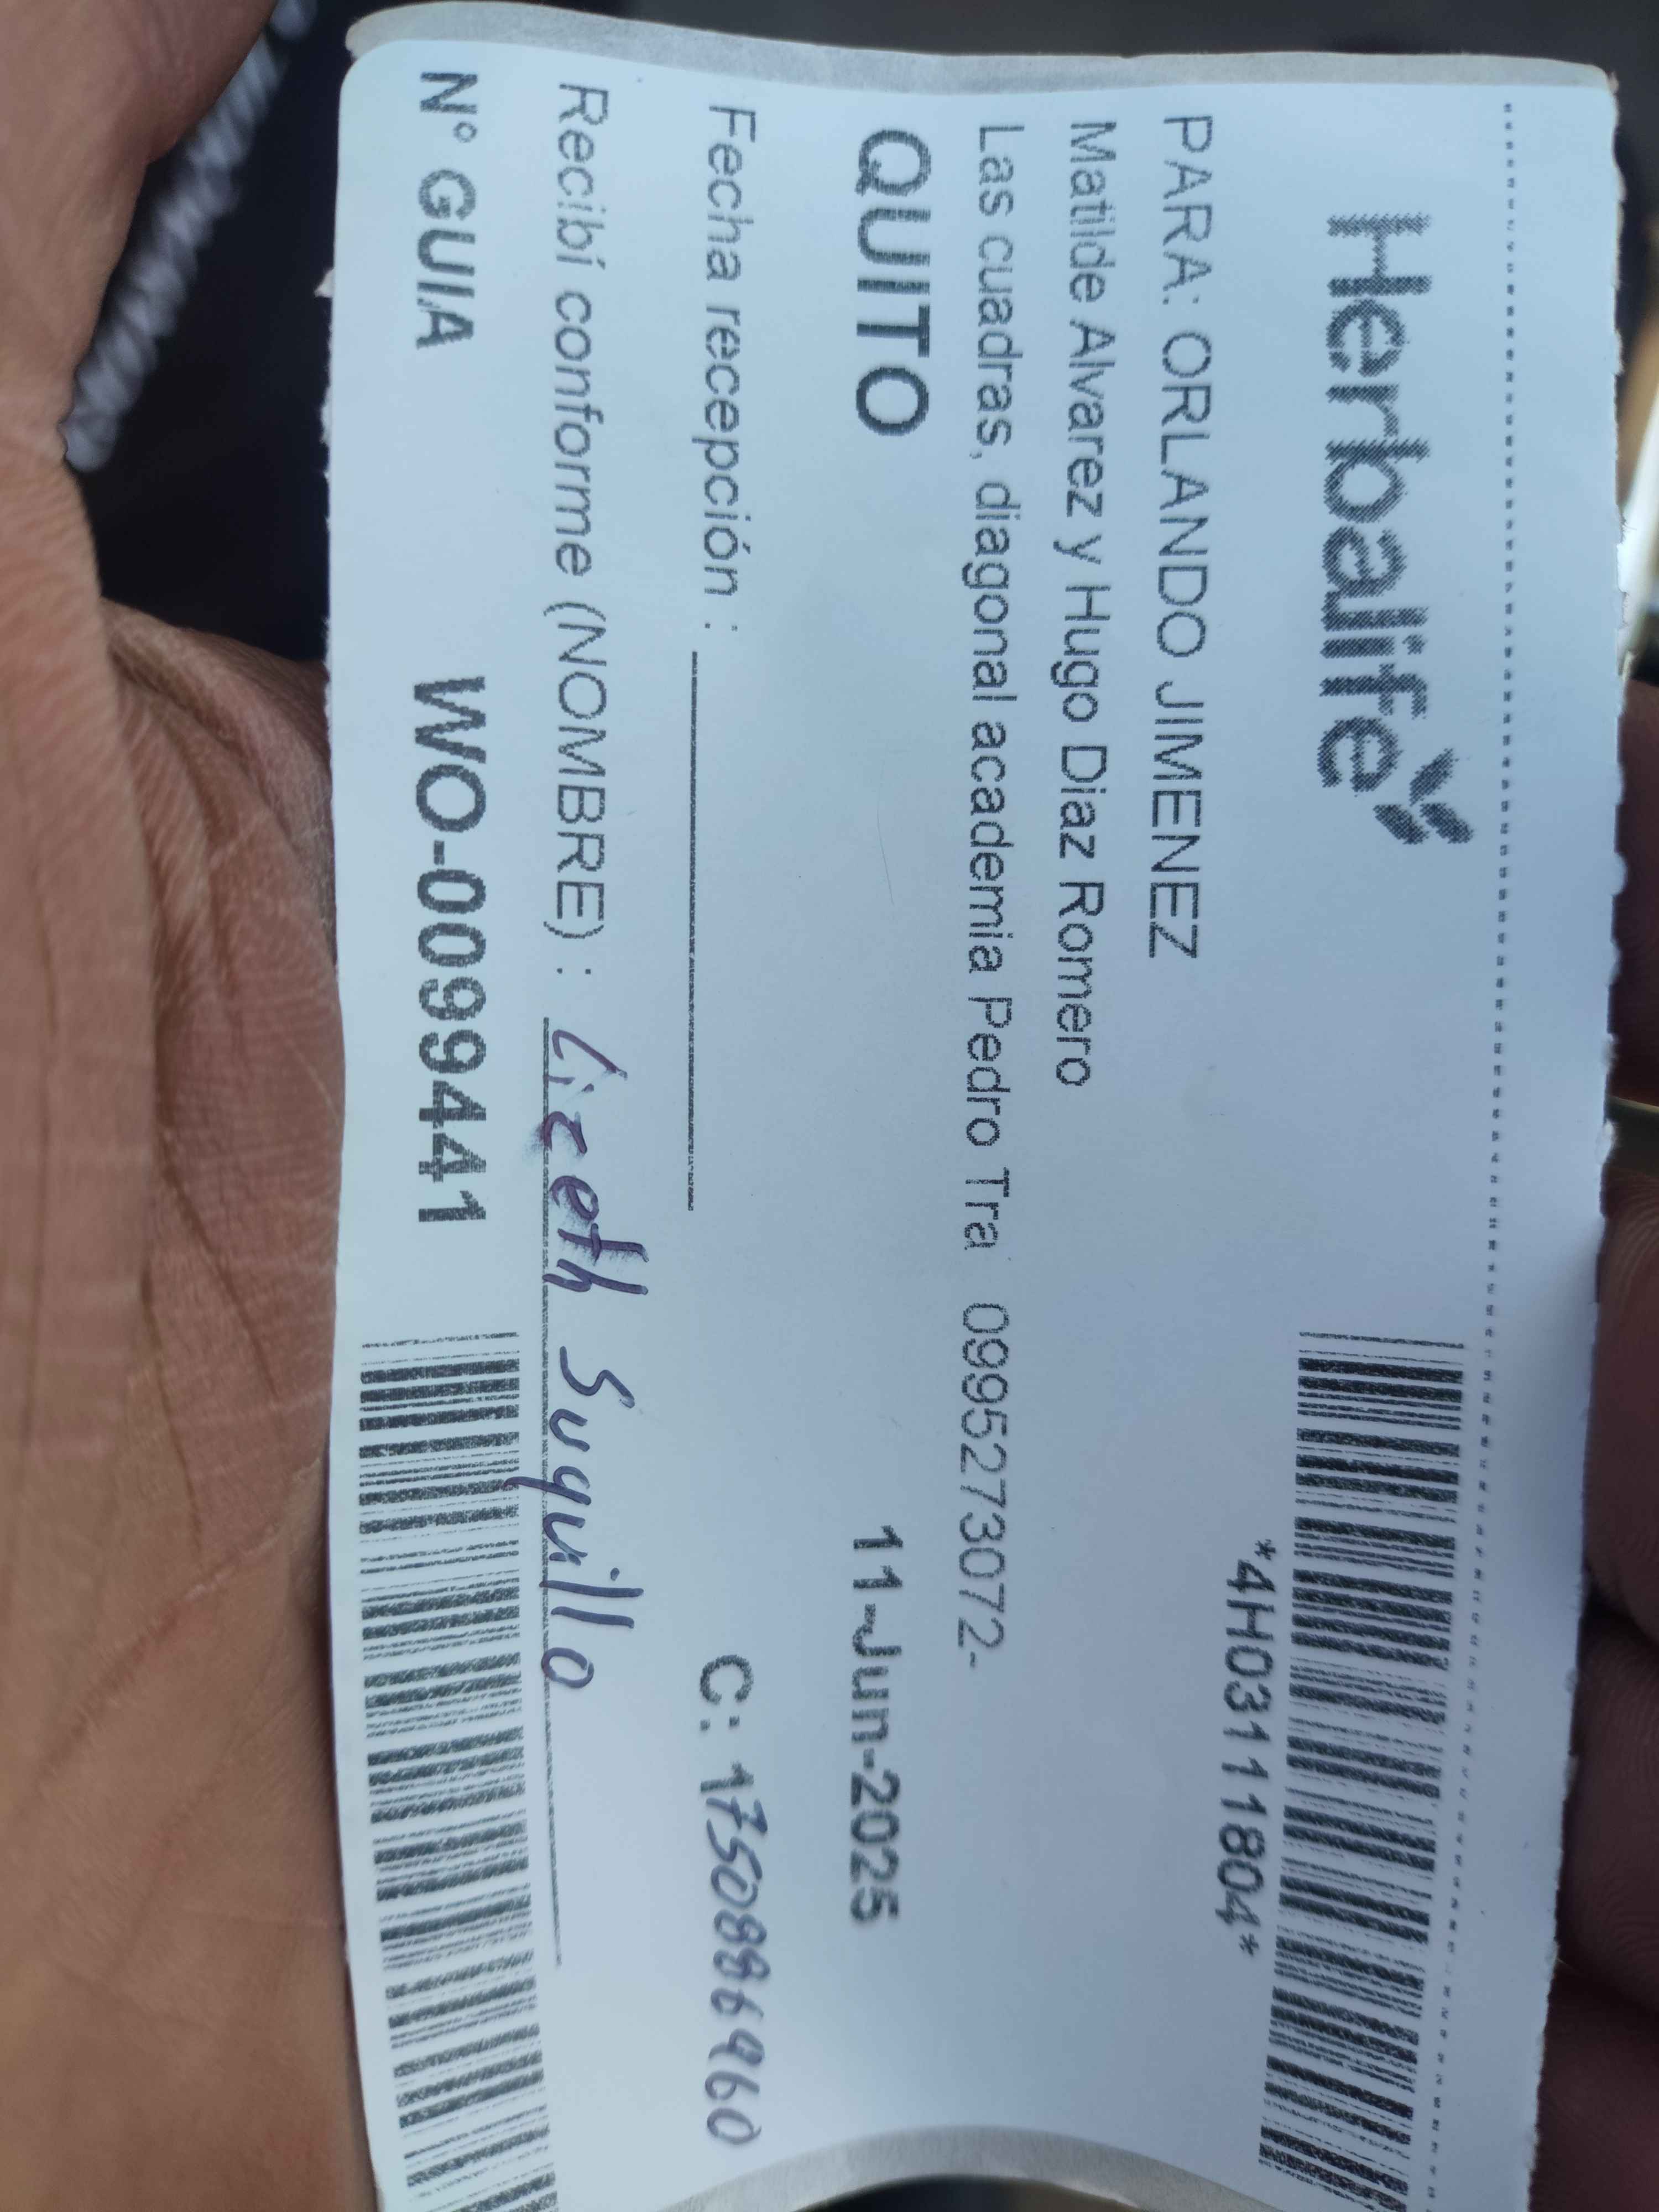 Herbalife
*4H03111804*
PARA: ORLANDO JIMENEZ
Matilde Alvarez y Hugo Diaz Romero
Las cuadras, diagonal academia Pedro Tra 0995273072-
QUITO 11-Jun-2025
Fecha recepción : C: 1750886960
Recibí conforme (NOMBRE) : Lizeth Suquillo
N° GUIA WO-0099441